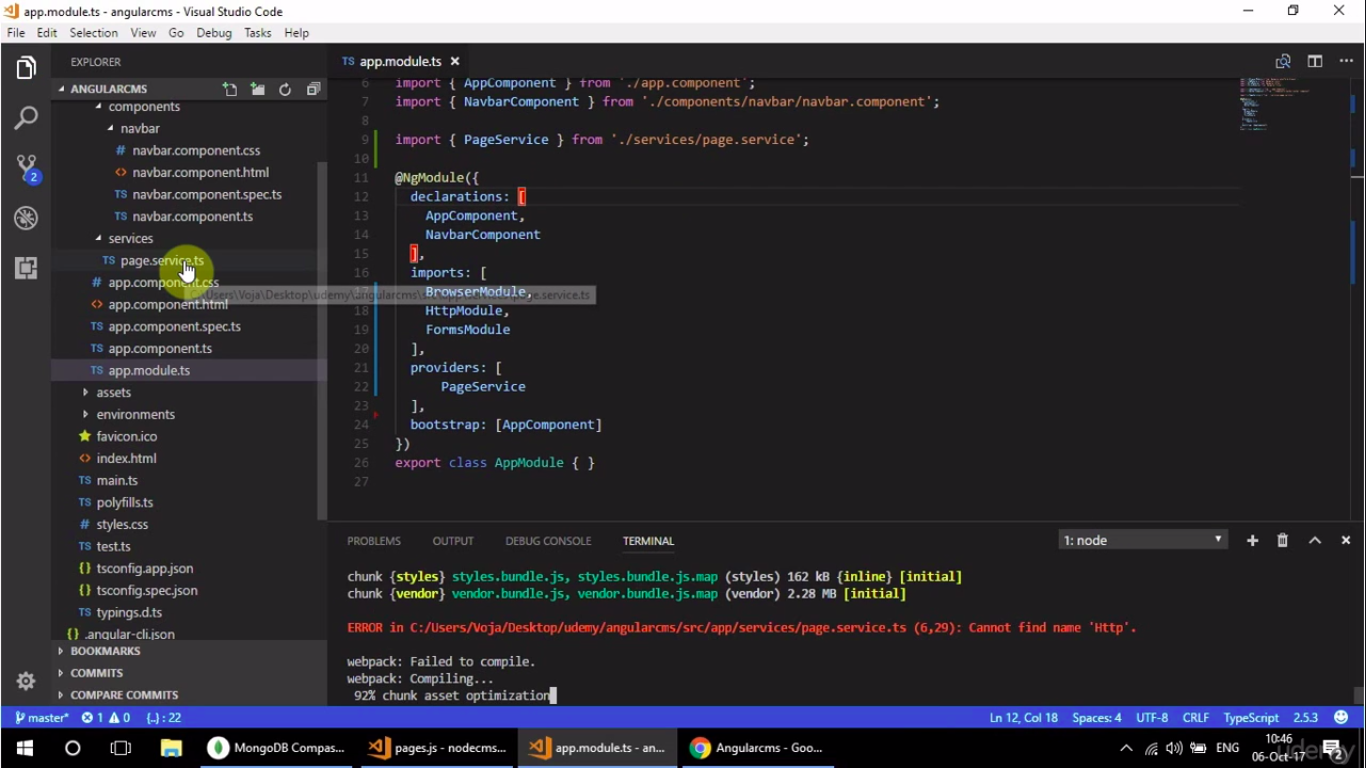 app.module.ts - angularcms - Visual Studio Code
File Edit Selection View Go Debug Tasks Help
EXPLORER
ANGULARCMS
components
navbar
# navbar.component.css
<> navbar.component.html
TS navbar.component.spec.ts
TS navbar.component.ts
services
TS page.service.ts
# app.component.css
<> app.component.html
TS app.component.spec.ts
TS app.component.ts
TS app.module.ts
assets
environments
favicon.ico
<> index.html
TS main.ts
TS polyfills.ts
# styles.css
TS test.ts
{} tsconfig.app.json
{} tsconfig.spec.json
TS typings.d.ts
{} .angular-cli.json
BOOKMARKS
COMMITS
COMPARE COMMITS
2
TS app.module.ts ×
6 import { AppComponent } from './app.component';
7 import { NavbarComponent } from './components/navbar/navbar.component';
8
9 import { PageService } from './services/page.service';
10
11 @NgModule({
12 declarations: [
13 AppComponent,
14 NavbarComponent
15 ],
16 imports: [
17 BrowserModule,
18 HttpModule,
19 FormsModule
20 ],
21 providers: [
22 PageService
23 ],
24 bootstrap: [AppComponent]
25 })
26 export class AppModule { }
27
PROBLEMS OUTPUT DEBUG CONSOLE TERMINAL 1: node
chunk {styles} styles.bundle.js, styles.bundle.js.map (styles) 162 kB {inline} [initial]
chunk {vendor} vendor.bundle.js, vendor.bundle.js.map (vendor) 2.28 MB [initial]
ERROR in C:/Users/Voja/Desktop/udemy/angularcms/src/app/services/page.service.ts (6,29): Cannot find name 'Http'.
webpack: Failed to compile.
webpack: Compiling...
92% chunk asset optimization
master* 1 0 {..} : 22 Ln 12, Col 18 Spaces: 4 UTF-8 CRLF TypeScript 2.5.3
MongoDB Compas... pages.js - nodecms... app.module.ts - an... Angularcms - Goo... ENG 10:46
06-Oct-17 2
udemy